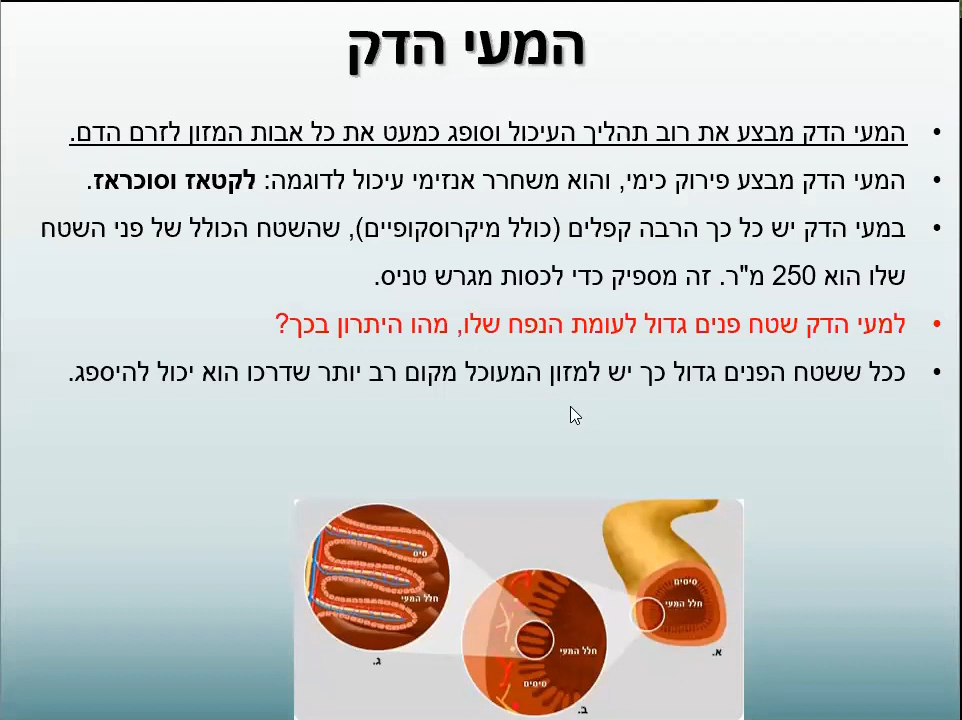 המעי הדק
• המעי הדק מבצע את רוב תהליך העיכול וסופג כמעט את כל אבות המזון לזרם הדם.
• המעי הדק מבצע פירוק כימי, והוא משחרר אנזימי עיכול לדוגמה: לקטאז וסוכראז.
• במעי הדק יש כל כך הרבה קפלים (כולל מיקרוסקופיים), שהשטח הכולל של פני השטח
שלו הוא 250 מ"ר. זה מספיק כדי לכסות מגרש טניס.
• למעי הדק שטח פנים גדול לעומת הנפח שלו, מהו היתרון בכך?
• ככל ששטח הפנים גדול כך יש למזון המעוכל מקום רב יותר שדרכו הוא יכול להיספג.
סיסים
חלל המעי
א.
חלל המעי
סיסים
ב.
סיס
חלל המעי
ג.